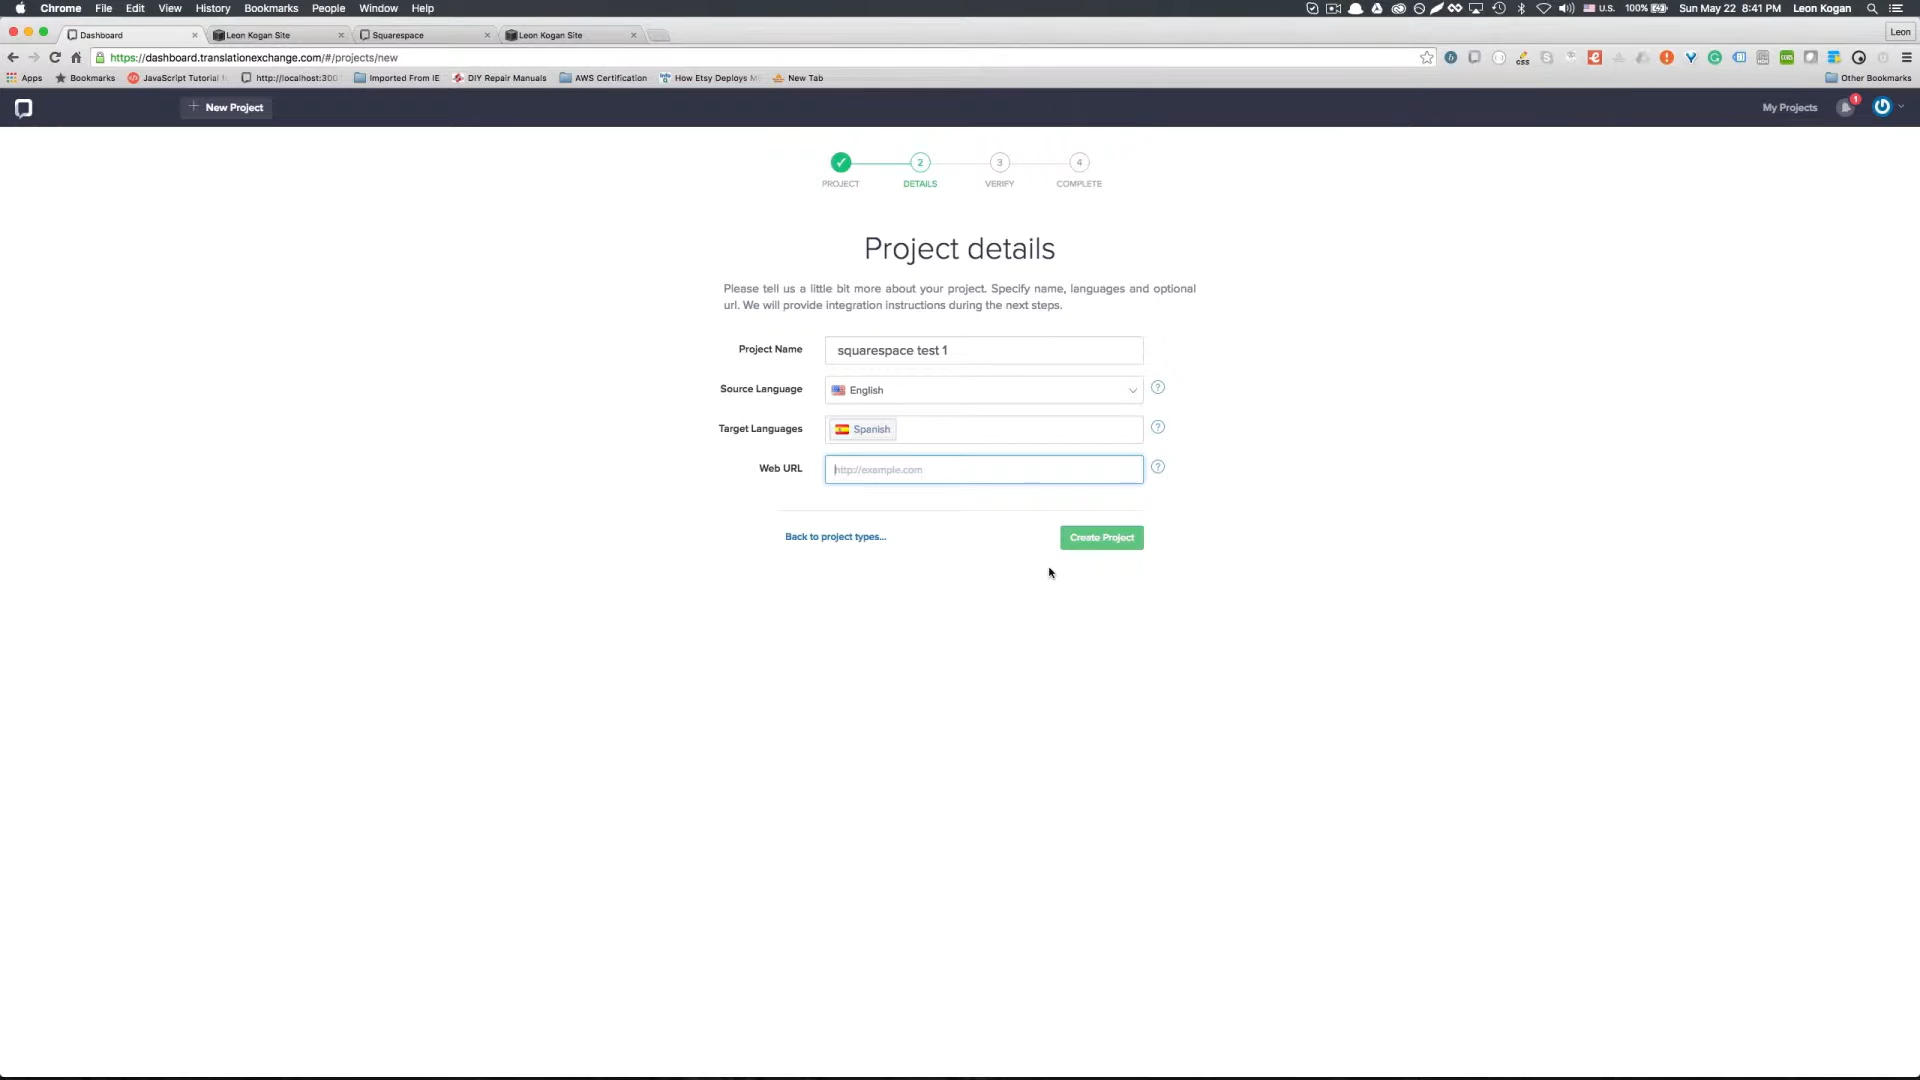 Chrome File Edit View History Bookmarks People Window Help U.S. 100% Sun May 22 8:41 PM Leon Kogan
Dashboard Leon Kogan Site Squarespace Leon Kogan Site Leon
https://dashboard.translationexchange.com/#/projects/new
Apps Bookmarks JavaScript Tutorial http://localhost:300 Imported From IE DIY Repair Manuals AWS Certification How Etsy Deploys M New Tab Other Bookmarks
+ New Project My Projects 1
2 3 4
PROJECT DETAILS VERIFY COMPLETE
Project details
Please tell us a little bit more about your project. Specify name, languages and optional
url. We will provide integration instructions during the next steps.
Project Name squarespace test 1
Source Language English ?
Target Languages Spanish ?
Web URL http://example.com ?
Back to project types... Create Project